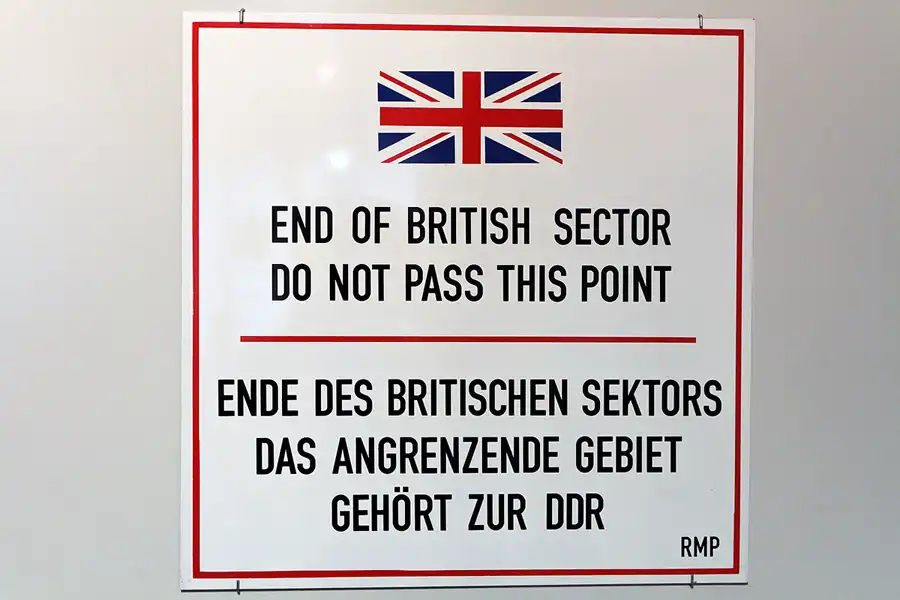 END OF BRITISH SECTOR
DO NOT PASS THIS POINT
ENDE DES BRITISCHEN SEKTORS
DAS ANGRENZENDE GEBIET
GEHÖRT ZUR DDR
RMP